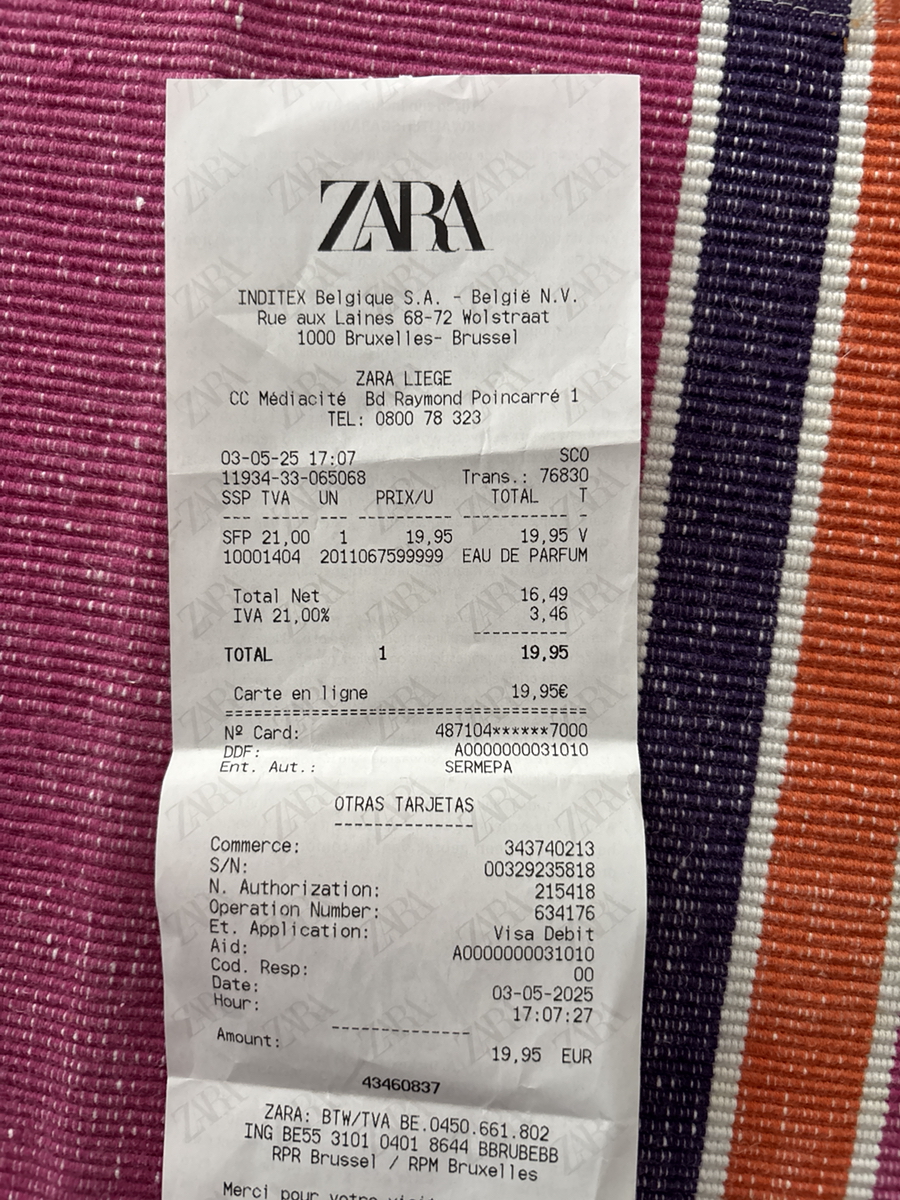 ZARA
INDITEX Belgique S.A. - België N.V.
Rue aux Laines 68-72 Wolstraat
1000 Bruxelles- Brussel
ZARA LIEGE
CC Médiacité Bd Raymond Poincarré 1
TEL: 0800 78 323
03-05-25 17:07 SCO
11934-33-065068 Trans.: 76830
SSP TVA UN PRIX/U TOTAL T
--- ----- --- ---------- ----------- -
SFP 21,00 1 19,95 19,95 V
10001404 2011067599999 EAU DE PARFUM
Total Net 16,49
IVA 21,00% 3,46
----------
TOTAL 1 19,95
Carte en ligne 19,95€
======================================
Nº Card: 487104******7000
DDF: A0000000031010
Ent. Aut.: SERMEPA
OTRAS TARJETAS
--------------
Commerce: 343740213
S/N: 00329235818
N. Authorization: 215418
Operation Number: 634176
Et. Application: Visa Debit
Aid: A0000000031010
Cod. Resp: 00
Date: 03-05-2025
Hour: 17:07:27
--------------
Amount: 19,95 EUR
43460837
ZARA: BTW/TVA BE.0450.661.802
ING BE55 3101 0401 8644 BBRUBEBB
RPR Brussel / RPM Bruxelles
Merci pour votre